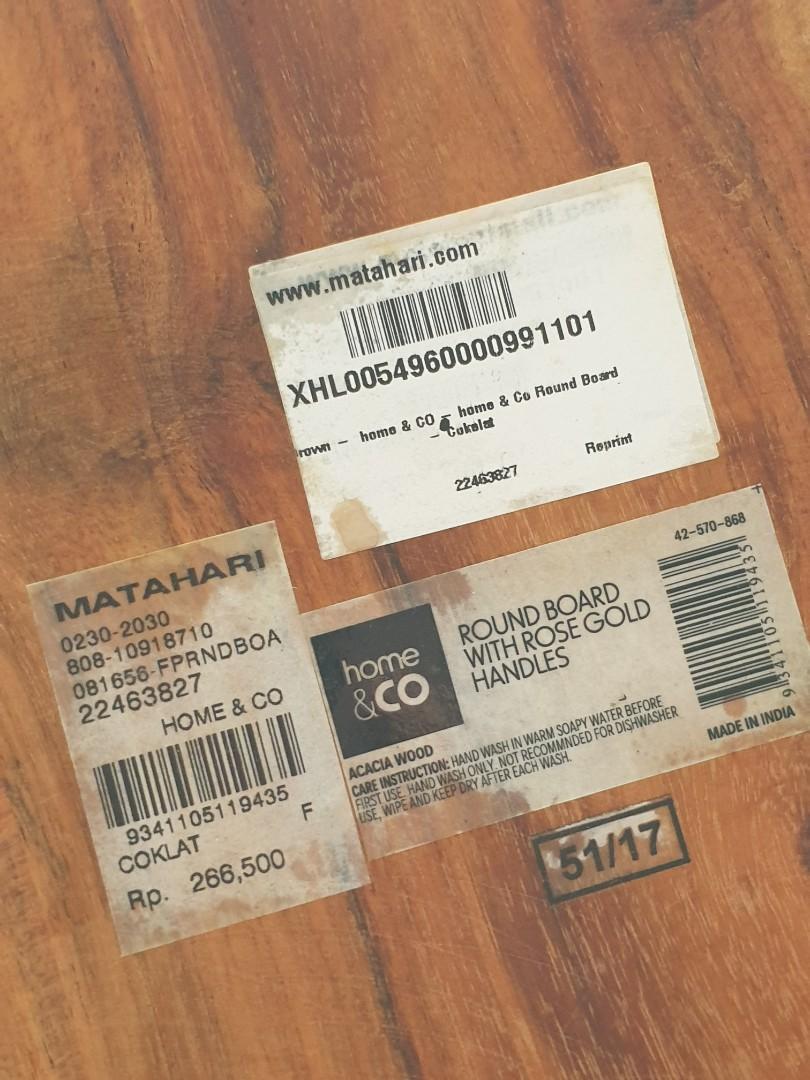 www.matahari.com
XHL0054960000991101
rown – home & CO – home & Co Round Board
– Cokelat
22463827
Reprint
MATAHARI
0230-2030
808-10918710
081656-FPRNDBOA
22463827
HOME & CO
9341105119435
COKLAT F
Rp. 266,500
home
&CO
ROUND BOARD
WITH ROSE GOLD
HANDLES
42-570-868
9341105119435
MADE IN INDIA
ACACIA WOOD
CARE INSTRUCTION: HAND WASH IN WARM SOAPY WATER BEFORE
FIRST USE. HAND WASH ONLY. NOT RECOMMNDED FOR DISHWASHER
USE, WIPE AND KEEP DRY AFTER EACH WASH.
51/17